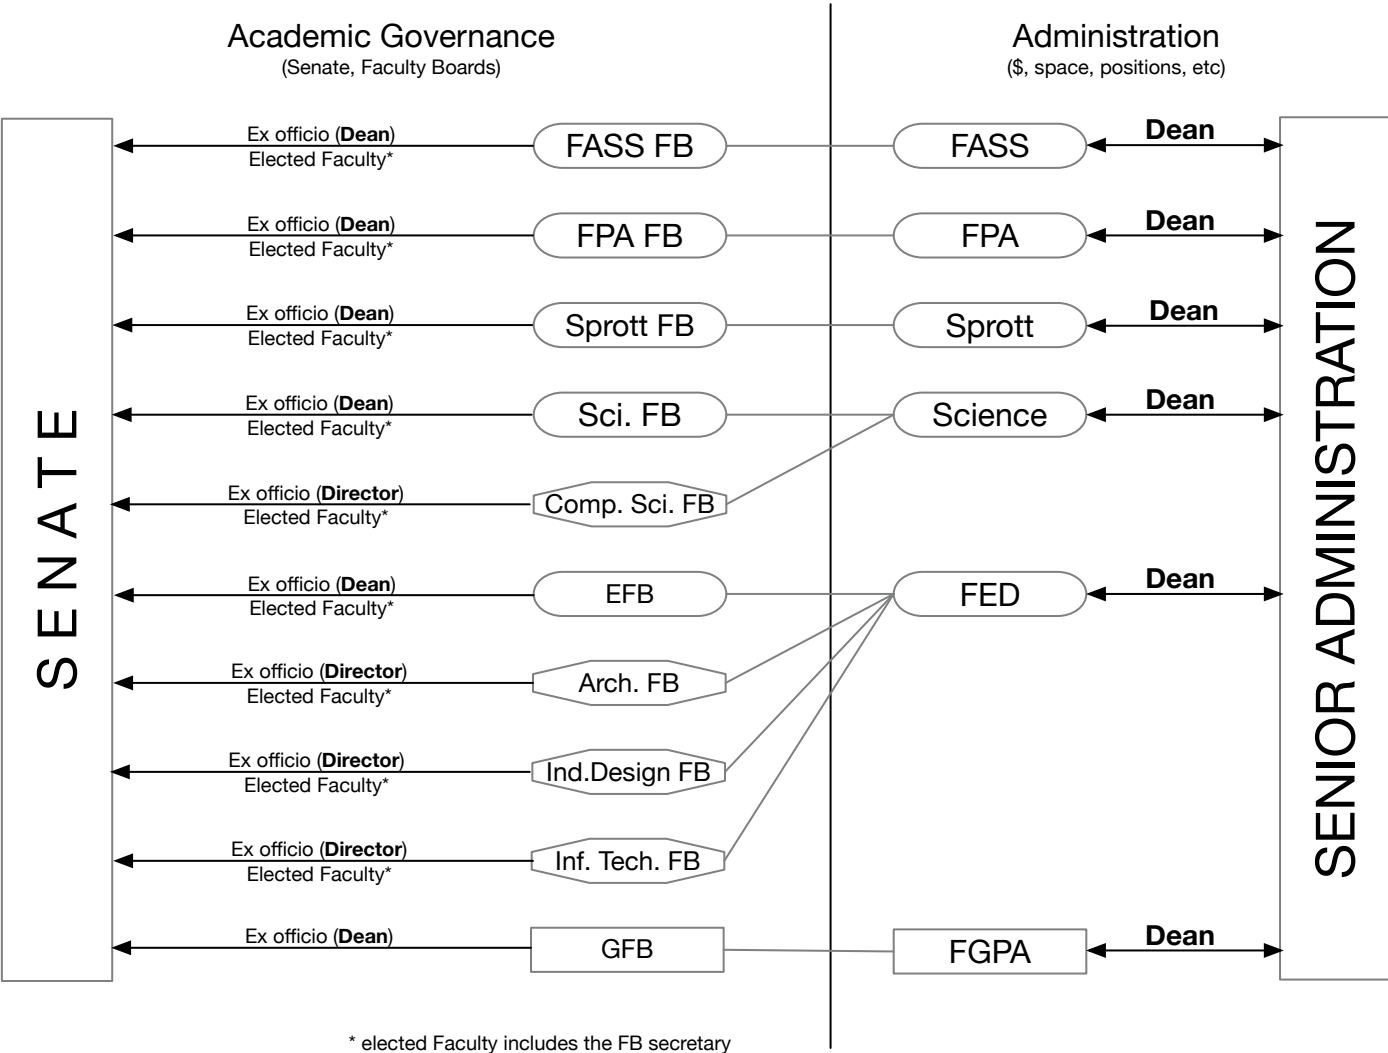 Academic Governance
(Senate, Faculty Boards)
Administration
($, space, positions, etc)
SENATE
SENIOR ADMINISTRATION
Ex officio (Dean)
Elected Faculty*
FASS FB
FASS
Dean
Ex officio (Dean)
Elected Faculty*
FPA FB
FPA
Dean
Ex officio (Dean)
Elected Faculty*
Sprott FB
Sprott
Dean
Ex officio (Dean)
Elected Faculty*
Sci. FB
Science
Dean
Ex officio (Director)
Elected Faculty*
Comp. Sci. FB
Ex officio (Dean)
Elected Faculty*
EFB
FED
Dean
Ex officio (Director)
Elected Faculty*
Arch. FB
Ex officio (Director)
Elected Faculty*
Ind.Design FB
Ex officio (Director)
Elected Faculty*
Inf. Tech. FB
Ex officio (Dean)
GFB
FGPA
Dean
* elected Faculty includes the FB secretary